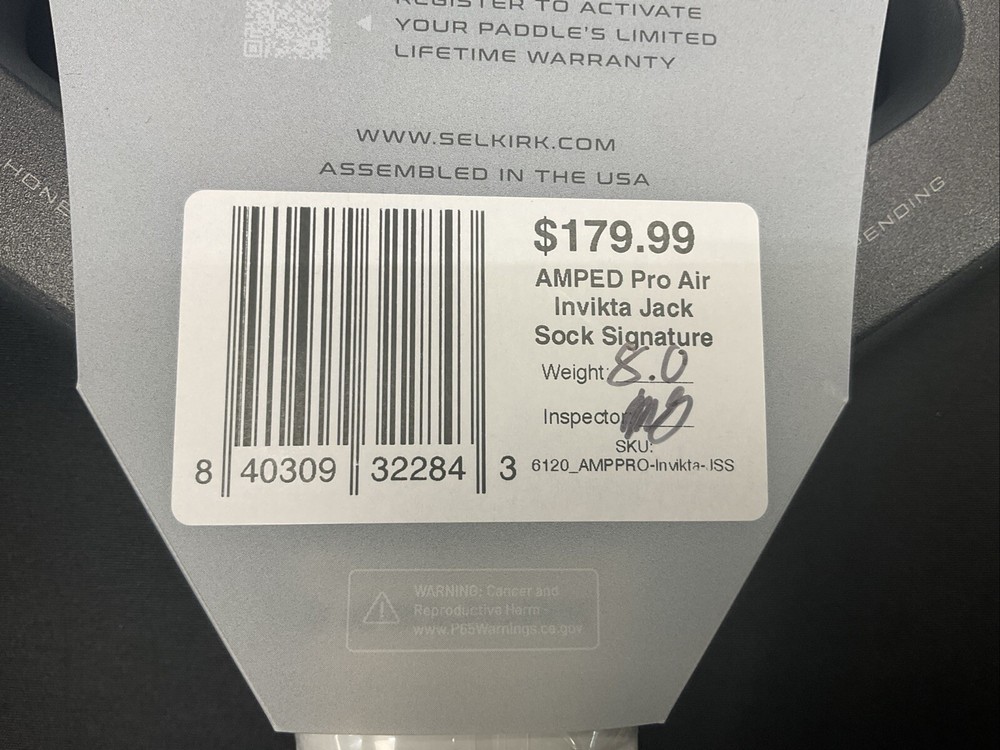 REGISTER TO ACTIVATE
YOUR PADDLE'S LIMITED
LIFETIME WARRANTY
WWW.SELKIRK.COM
ASSEMBLED IN THE USA
HONE
PENDING
$179.99
AMPED Pro Air
Invikta Jack
Sock Signature
Weight: 8.0
Inspector
SKU:
6120_AMPPRO-Invikta-JSS
8 40309 32284 3
WARNING: Cancer and
Reproductive Harm -
www.P65Warnings.ca.gov